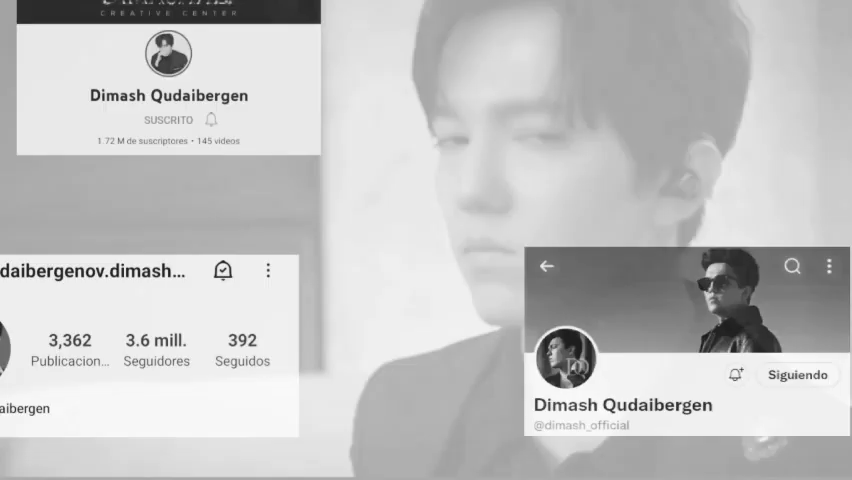 CREATIVE CENTER
Dimash Qudaibergen
SUSCRITO
1.72 M de suscriptores • 145 videos
daibergenov.dimash...
3,362 3.6 mill. 392
Publicacion... Seguidores Seguidos
aibergen
Siguiendo
Dimash Qudaibergen
@dimash_official